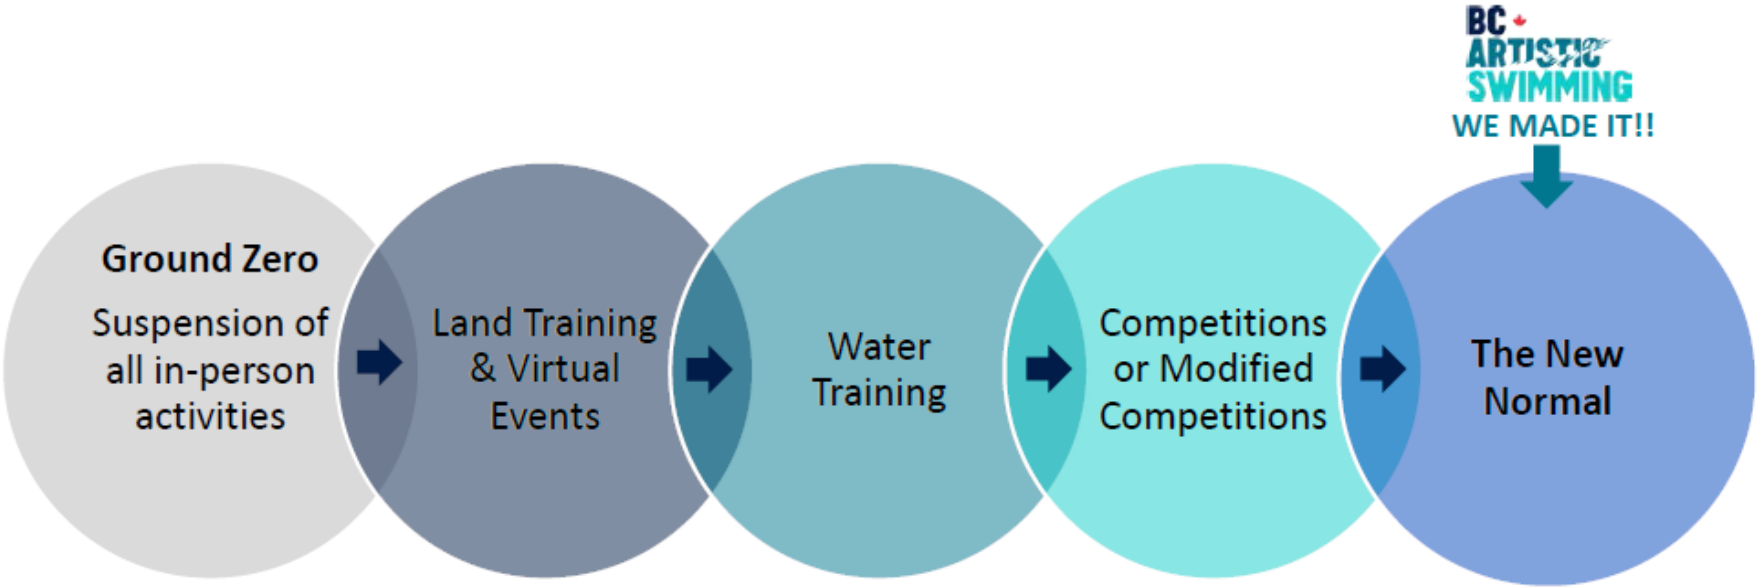 BC
ARTISTIC
SWIMMING
WE MADE IT!!
Ground Zero
Suspension of
all in-person
activities
Land Training
& Virtual
Events
Water
Training
Competitions
or Modified
Competitions
The New
Normal